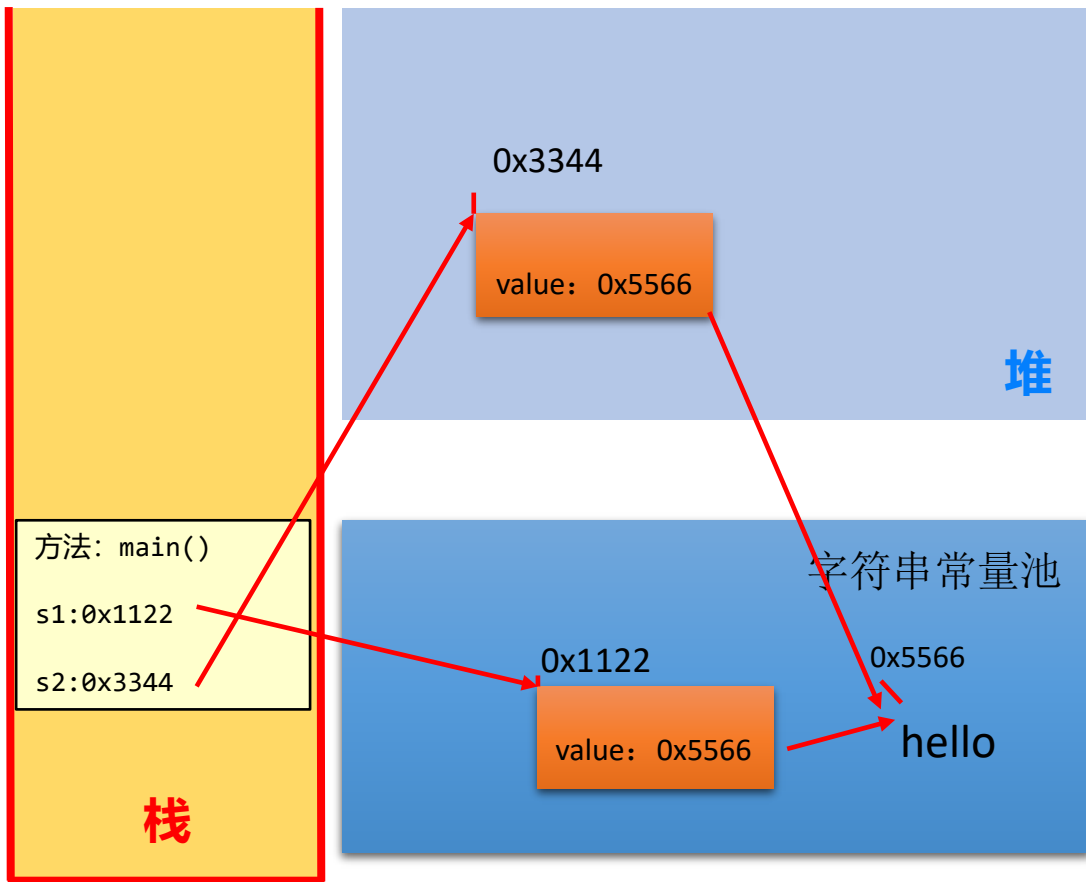 0x3344
value：0x5566
堆
方法：main()
s1:0x1122
s2:0x3344
栈
字符串常量池
0x1122
0x5566
value：0x5566
hello